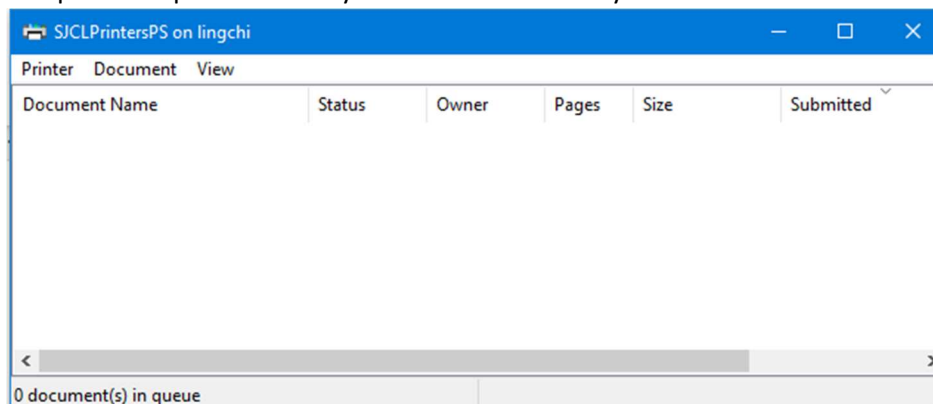 SJCLPrintersPS on lingchi
Printer Document View
Document Name Status Owner Pages Size Submitted
0 document(s) in queue